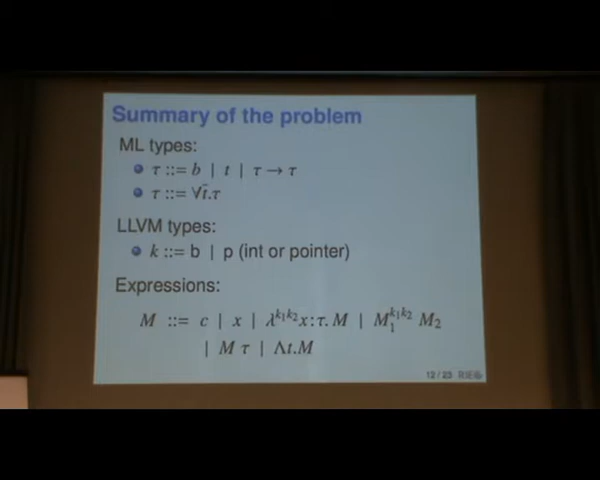 Summary of the problem
ML types:
τ ::= b | t | τ → τ
τ ::= ∀t̄.τ
LLVM types:
k ::= b | p (int or pointer)
Expressions:
M ::= c | x | λ^{k₁k₂}x:τ. M | M₁^{k₁k₂} M₂
| M τ | Λt.M
12 / 23